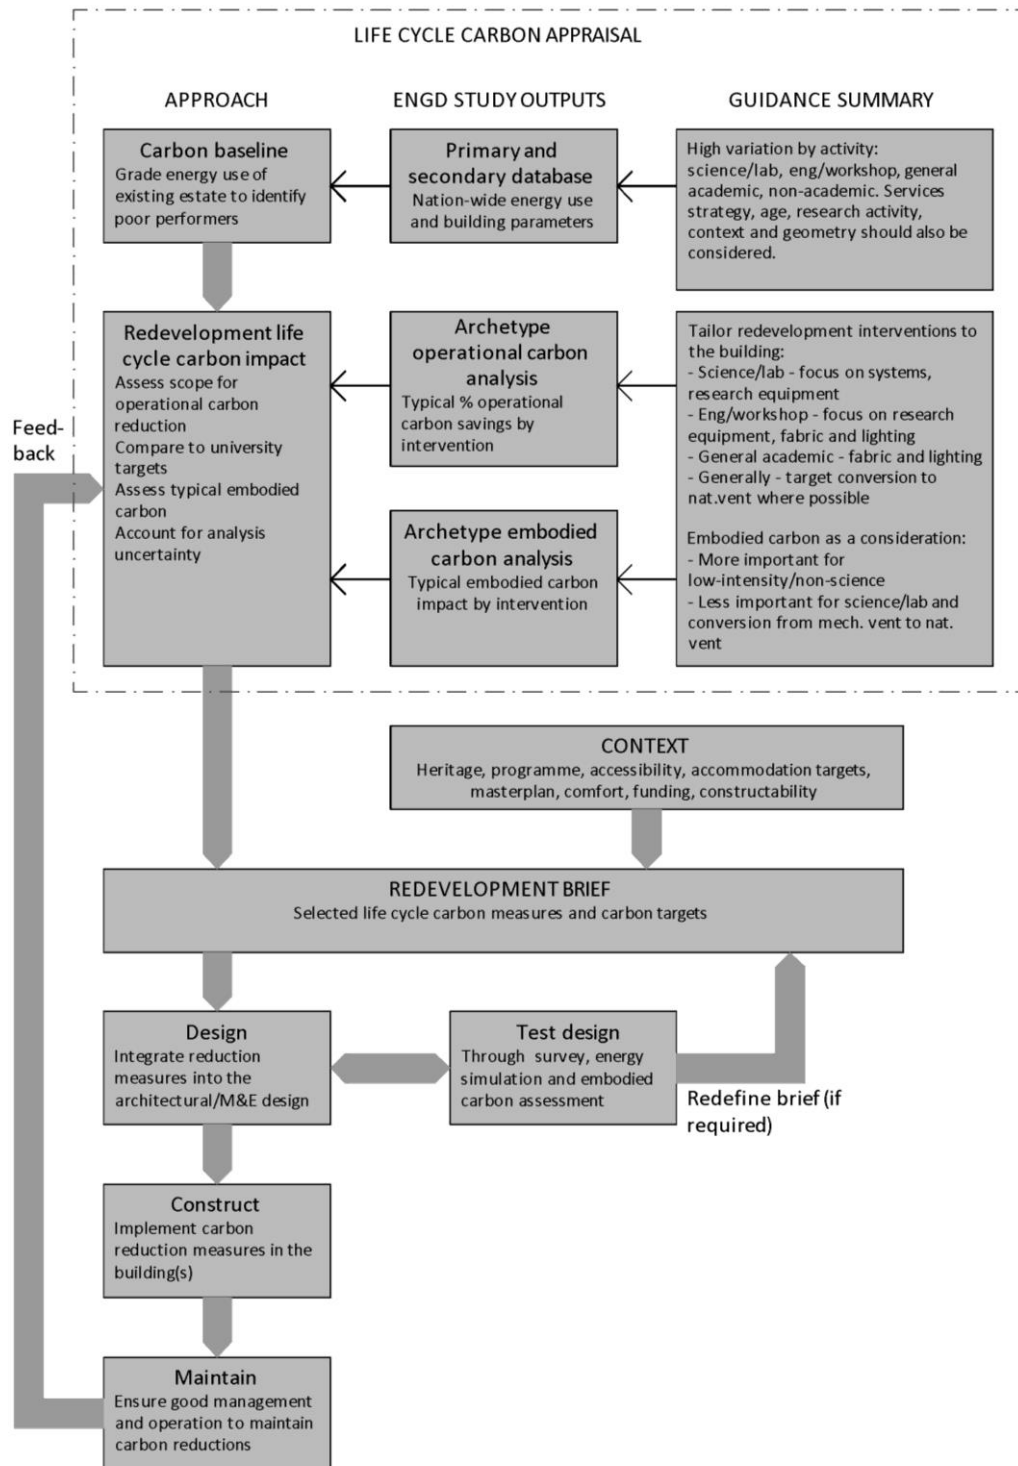 LIFE CYCLE CARBON APPRAISAL
APPROACH
ENGD STUDY OUTPUTS
GUIDANCE SUMMARY
Carbon baseline
Grade energy use of
existing estate to identify
poor performers
Primary and
secondary database
Nation-wide energy use
and building parameters
High variation by activity:
science/lab, eng/workshop, general
academic, non-academic. Services
strategy, age, research activity,
context and geometry should also be
considered.
Redevelopment life
cycle carbon impact
Assess scope for
operational carbon
reduction
Compare to university
targets
Assess typical embodied
carbon
Account for analysis
uncertainty
Archetype
operational carbon
analysis
Typical % operational
carbon savings by
intervention
Archetype embodied
carbon analysis
Typical embodied carbon
impact by intervention
Tailor redevelopment interventions to
the building:
- Science/lab - focus on systems,
research equipment
- Eng/workshop - focus on research
equipment, fabric and lighting
- General academic - fabric and lighting
- Generally - target conversion to
nat.vent where possible
Embodied carbon as a consideration:
- More important for
low-intensity/non-science
- Less important for science/lab and
conversion from mech. vent to nat.
vent
Feed-
back
CONTEXT
Heritage, programme, accessibility, accommodation targets,
masterplan, comfort, funding, constructability
REDEVELOPMENT BRIEF
Selected life cycle carbon measures and carbon targets
Design
Integrate reduction
measures into the
architectural/M&E design
Test design
Through survey, energy
simulation and embodied
carbon assessment
Redefine brief (if
required)
Construct
Implement carbon
reduction measures in the
building(s)
Maintain
Ensure good management
and operation to maintain
carbon reductions